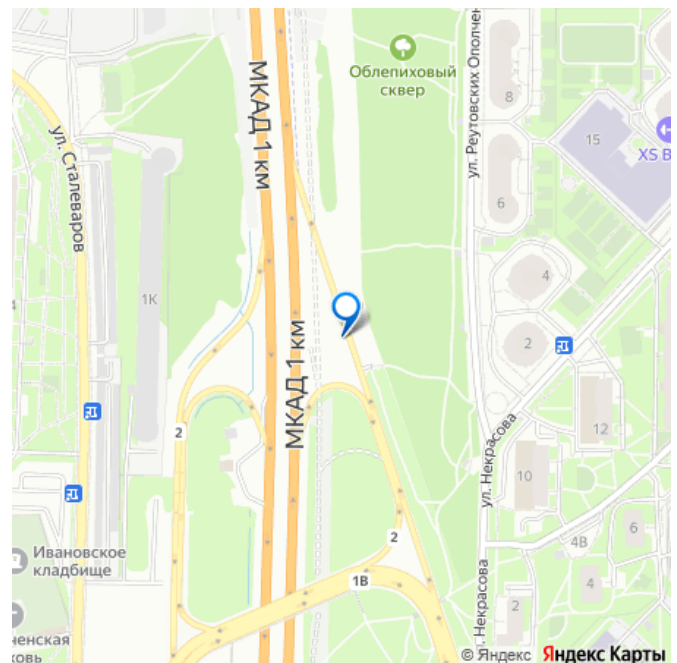 Облепиховый
сквер
ул. Реутовских Ополчен
8
МКАД 1 км
15
XS B
ул. Сталеваров
6
4
1К
2
МКАД 1 км
2
12
ул. Некрасова
10
2
6
Ивановское
кладбище
4В
1В
4
ул. Некрасова
2
ненская
ковь
© Яндекс Яндекс Карты